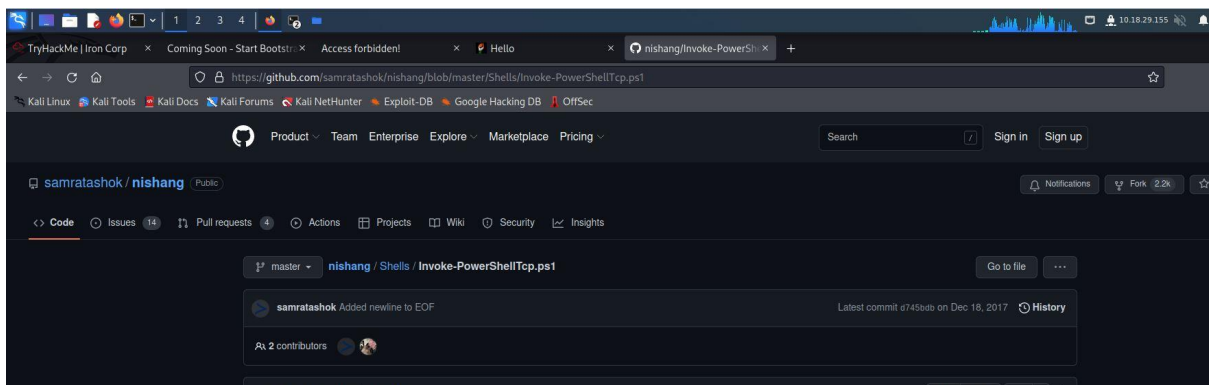 1 2 3 4 10.18.29.155
TryHackMe | Iron Corp × Coming Soon - Start Bootstra × Access forbidden! × Hello × nishang/Invoke-PowerShe × +
https://github.com/samratashok/nishang/blob/master/Shells/Invoke-PowerShellTcp.ps1
Kali Linux Kali Tools Kali Docs Kali Forums Kali NetHunter Exploit-DB Google Hacking DB OffSec
Product Team Enterprise Explore Marketplace Pricing Search / Sign in Sign up
samratashok / nishang Public Notifications Fork 2.2k
<> Code Issues 14 Pull requests 4 Actions Projects Wiki Security Insights
master nishang / Shells / Invoke-PowerShellTcp.ps1 Go to file ...
samratashok Added newline to EOF Latest commit d745bdb on Dec 18, 2017 History
2 contributors